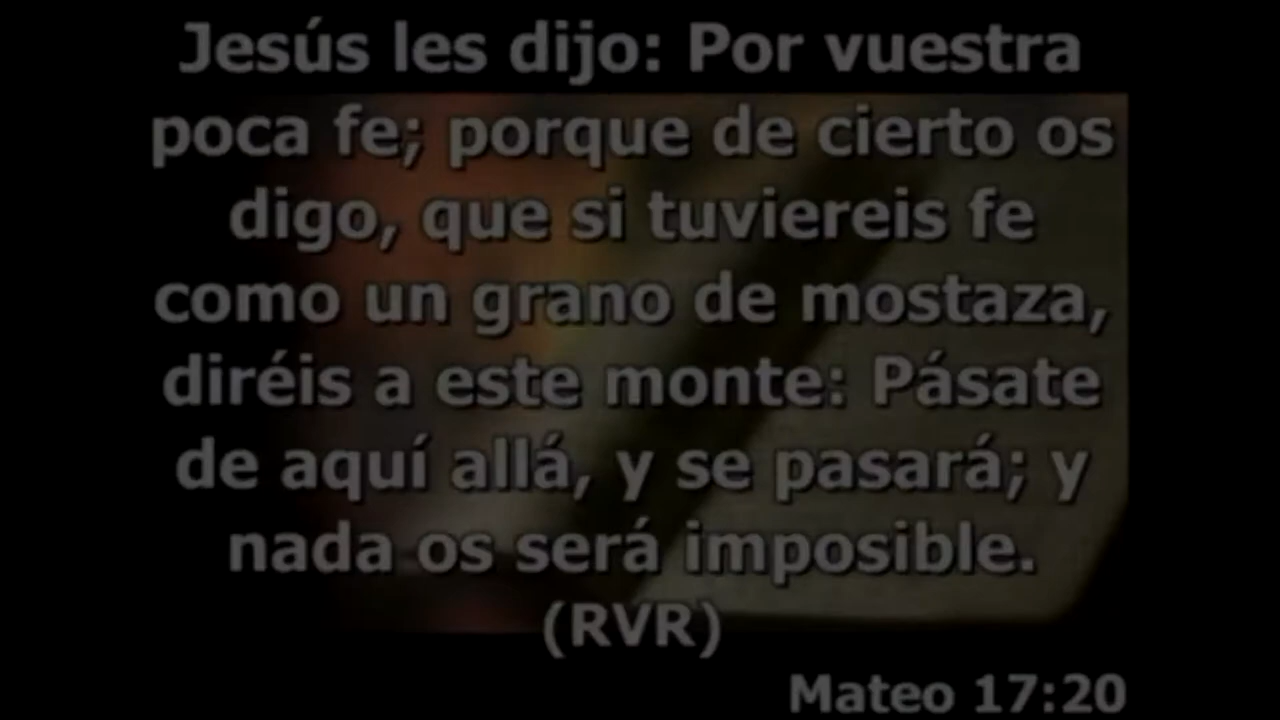 Jesús les dijo: Por vuestra
poca fe; porque de cierto os
digo, que si tuviereis fe
como un grano de mostaza,
diréis a este monte: Pásate
de aquí allá, y se pasará; y
nada os será imposible.
(RVR)
Mateo 17:20